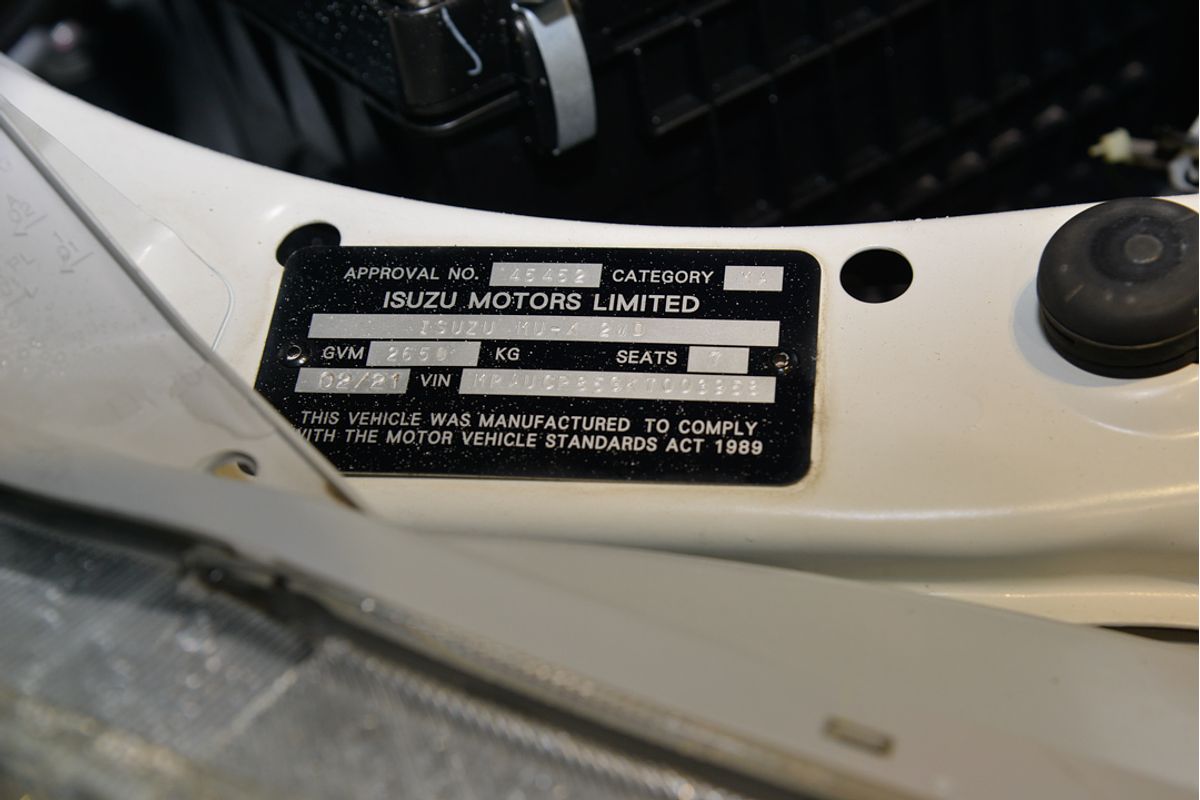 APPROVAL NO. 45452 CATEGORY MA
ISUZU MOTORS LIMITED
ISUZU MU-X 2WD
GVM 2650 KG SEATS 7
02/21 VIN
THIS VEHICLE WAS MANUFACTURED TO COMPLY
WITH THE MOTOR VEHICLE STANDARDS ACT 1989